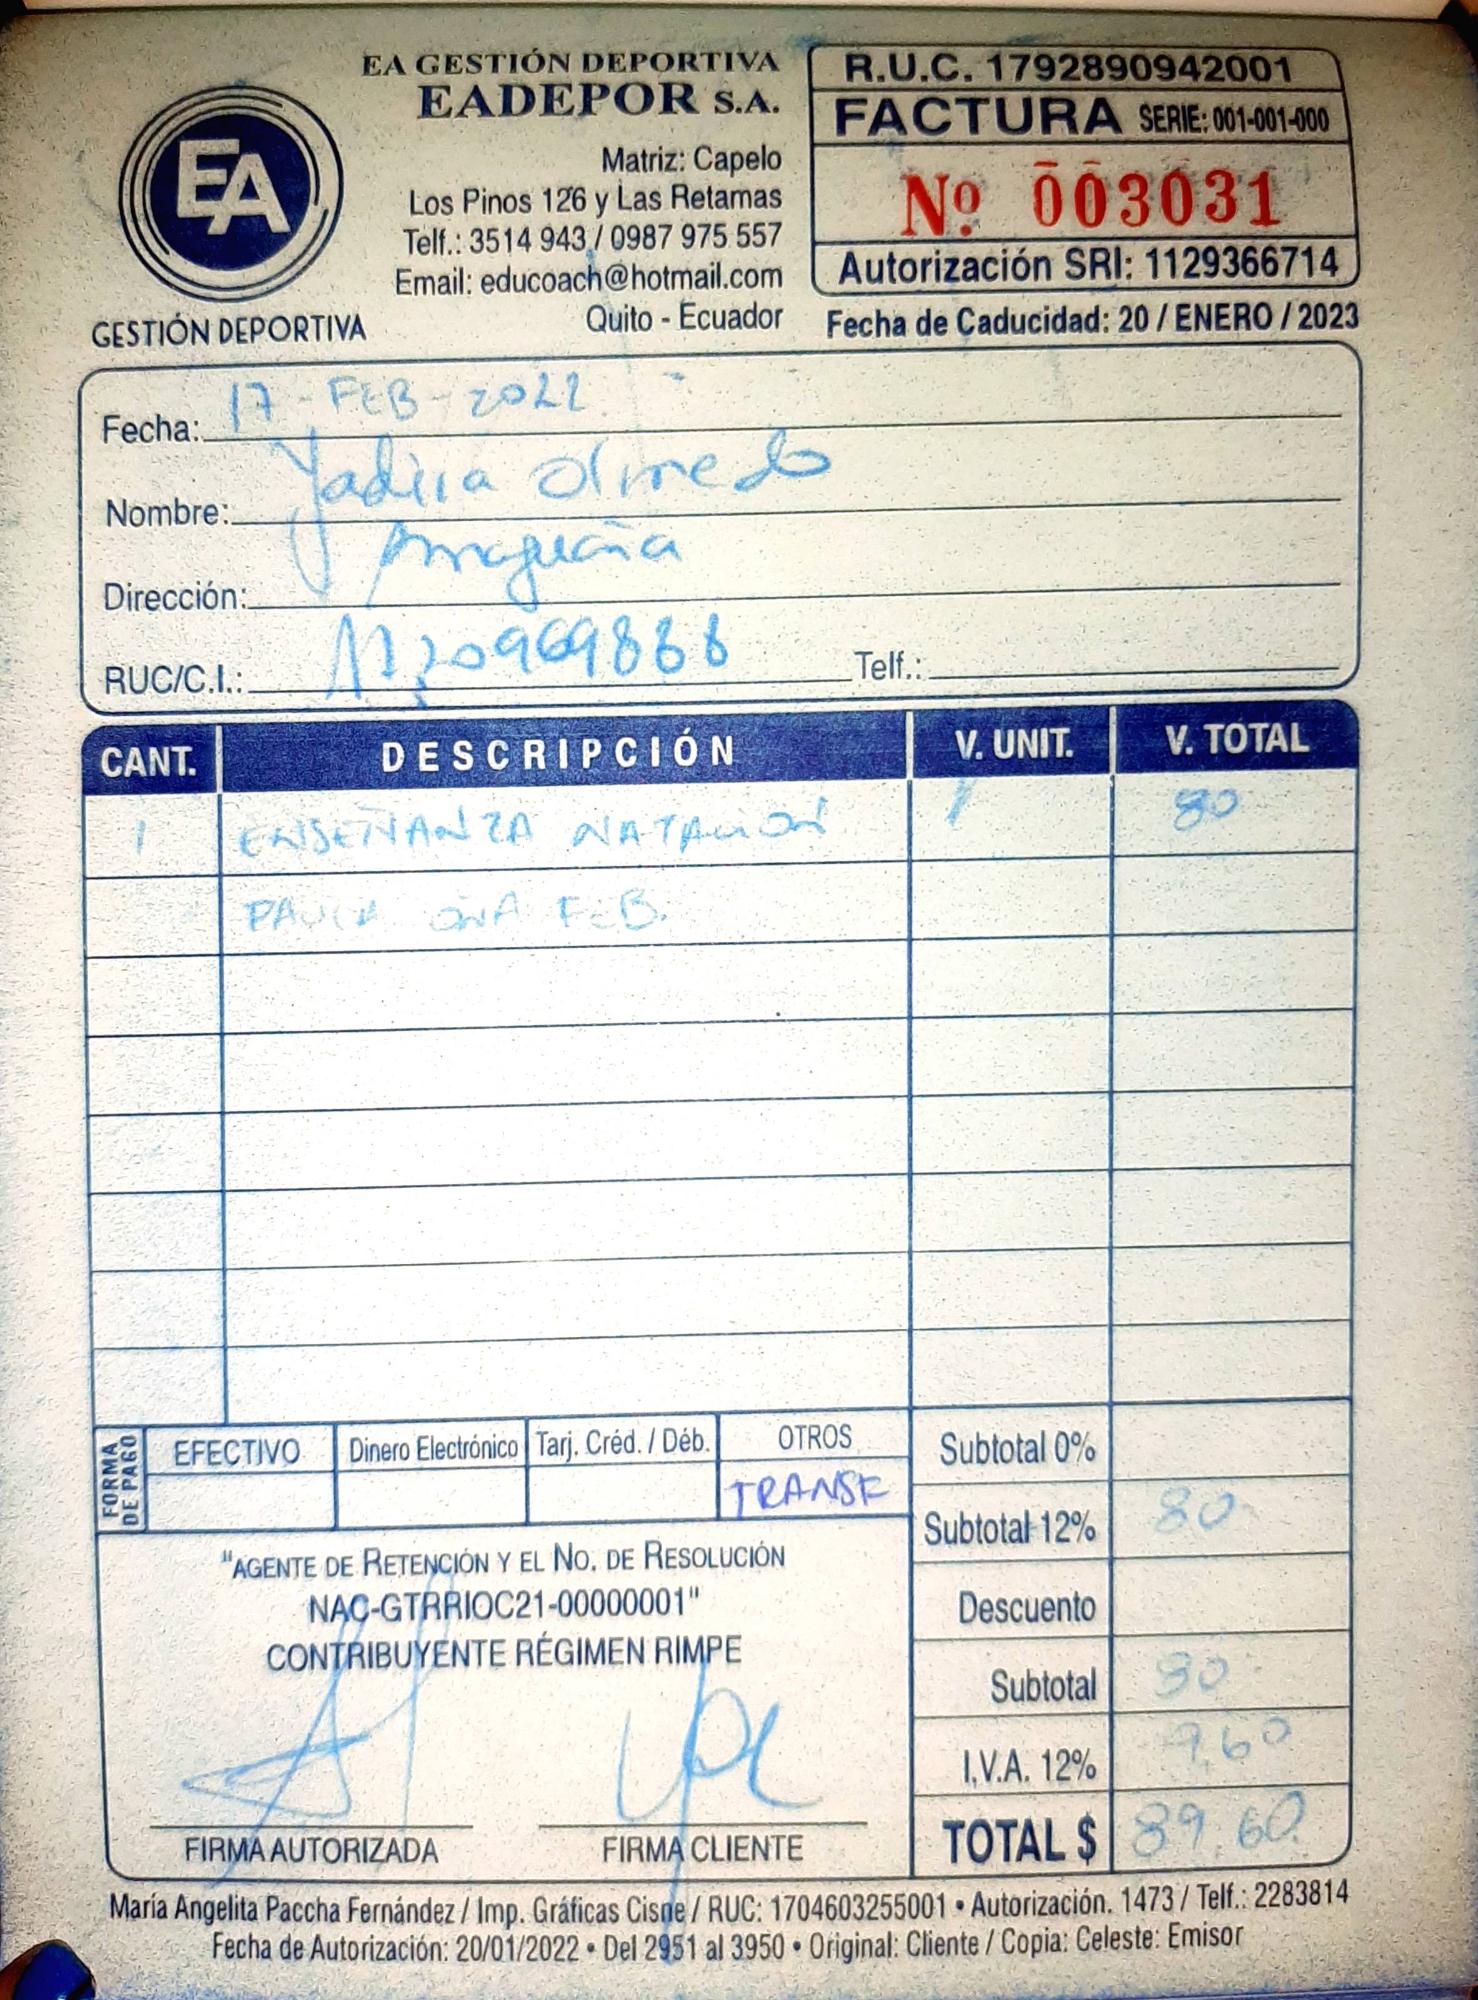 EA GESTIÓN DEPORTIVA
EADEPOR S.A.
EA
GESTIÓN DEPORTIVA
Matriz: Capelo
Los Pinos 126 y Las Retamas
Telf.: 3514 943 / 0987 975 557
Email: educoach@hotmail.com
Quito - Ecuador
R.U.C. 1792890942001
FACTURA SERIE: 001-001-000
No. 003031
Autorización SRI: 1129366714
Fecha de Caducidad: 20 / ENERO / 2023
Fecha: 17 - FEB - 2022
Nombre: Yadira Olmedo
Dirección: Amaguaña
RUC/C.I.: Telf.:
CANT. DESCRIPCIÓN V. UNIT. V. TOTAL
1 ENSEÑANZA NATACIÓN / 80
PAULA OÑA FEB.
FORMA DE PAGO
EFECTIVO Dinero Electrónico Tarj. Créd. / Déb. OTROS
TRANSF
Subtotal 0%
Subtotal 12% 80
Descuento
Subtotal 80
I.V.A. 12% 9,60
TOTAL $ 89.60
"AGENTE DE RETENCIÓN Y EL NO. DE RESOLUCIÓN
NAC-GTRRIOC21-00000001"
CONTRIBUYENTE RÉGIMEN RIMPE
FIRMA AUTORIZADA FIRMA CLIENTE
María Angelita Paccha Fernández / Imp. Gráficas Cisne / RUC: 1704603255001 • Autorización. 1473 / Telf.: 2283814
Fecha de Autorización: 20/01/2022 • Del 2951 al 3950 • Original: Cliente / Copia: Celeste: Emisor